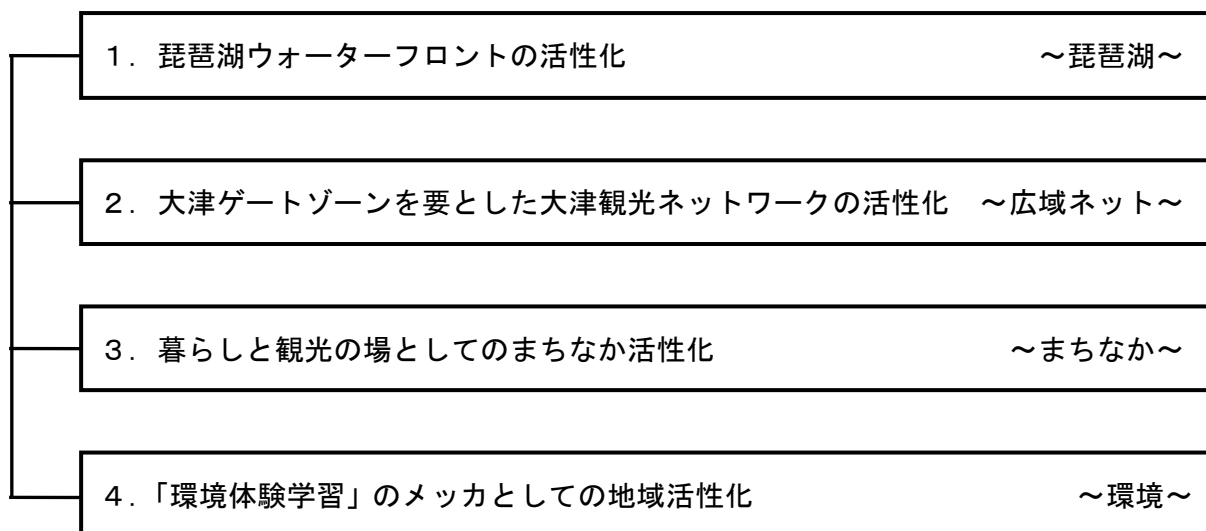 1．琵琶湖ウォーターフロントの活性化　～琵琶湖～
2．大津ゲートゾーンを要とした大津観光ネットワークの活性化　～広域ネット～
3．暮らしと観光の場としてのまちなか活性化　～まちなか～
4．「環境体験学習」のメッカとしての地域活性化　～環境～